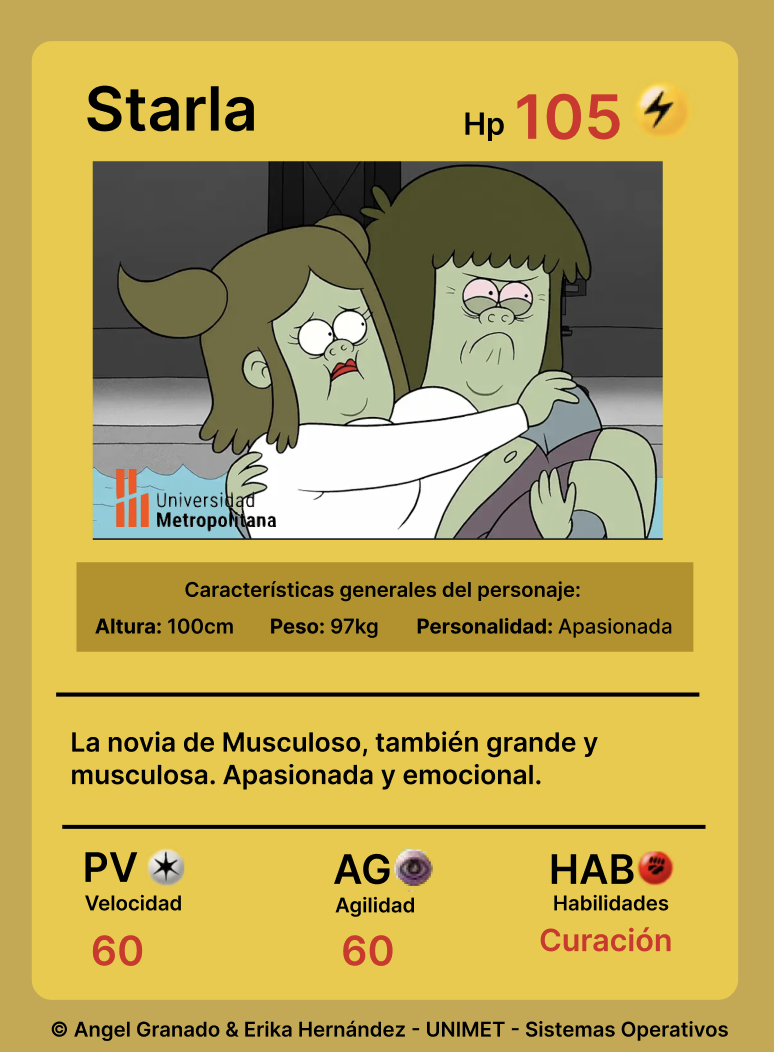 Starla
Hp 105
Universidad
Metropolitana
Características generales del personaje:
Altura: 100cm Peso: 97kg Personalidad: Apasionada
La novia de Musculoso, también grande y
musculosa. Apasionada y emocional.
PV AG HAB
Velocidad Agilidad Habilidades
60 60 Curación
© Angel Granado & Erika Hernández - UNIMET - Sistemas Operativos